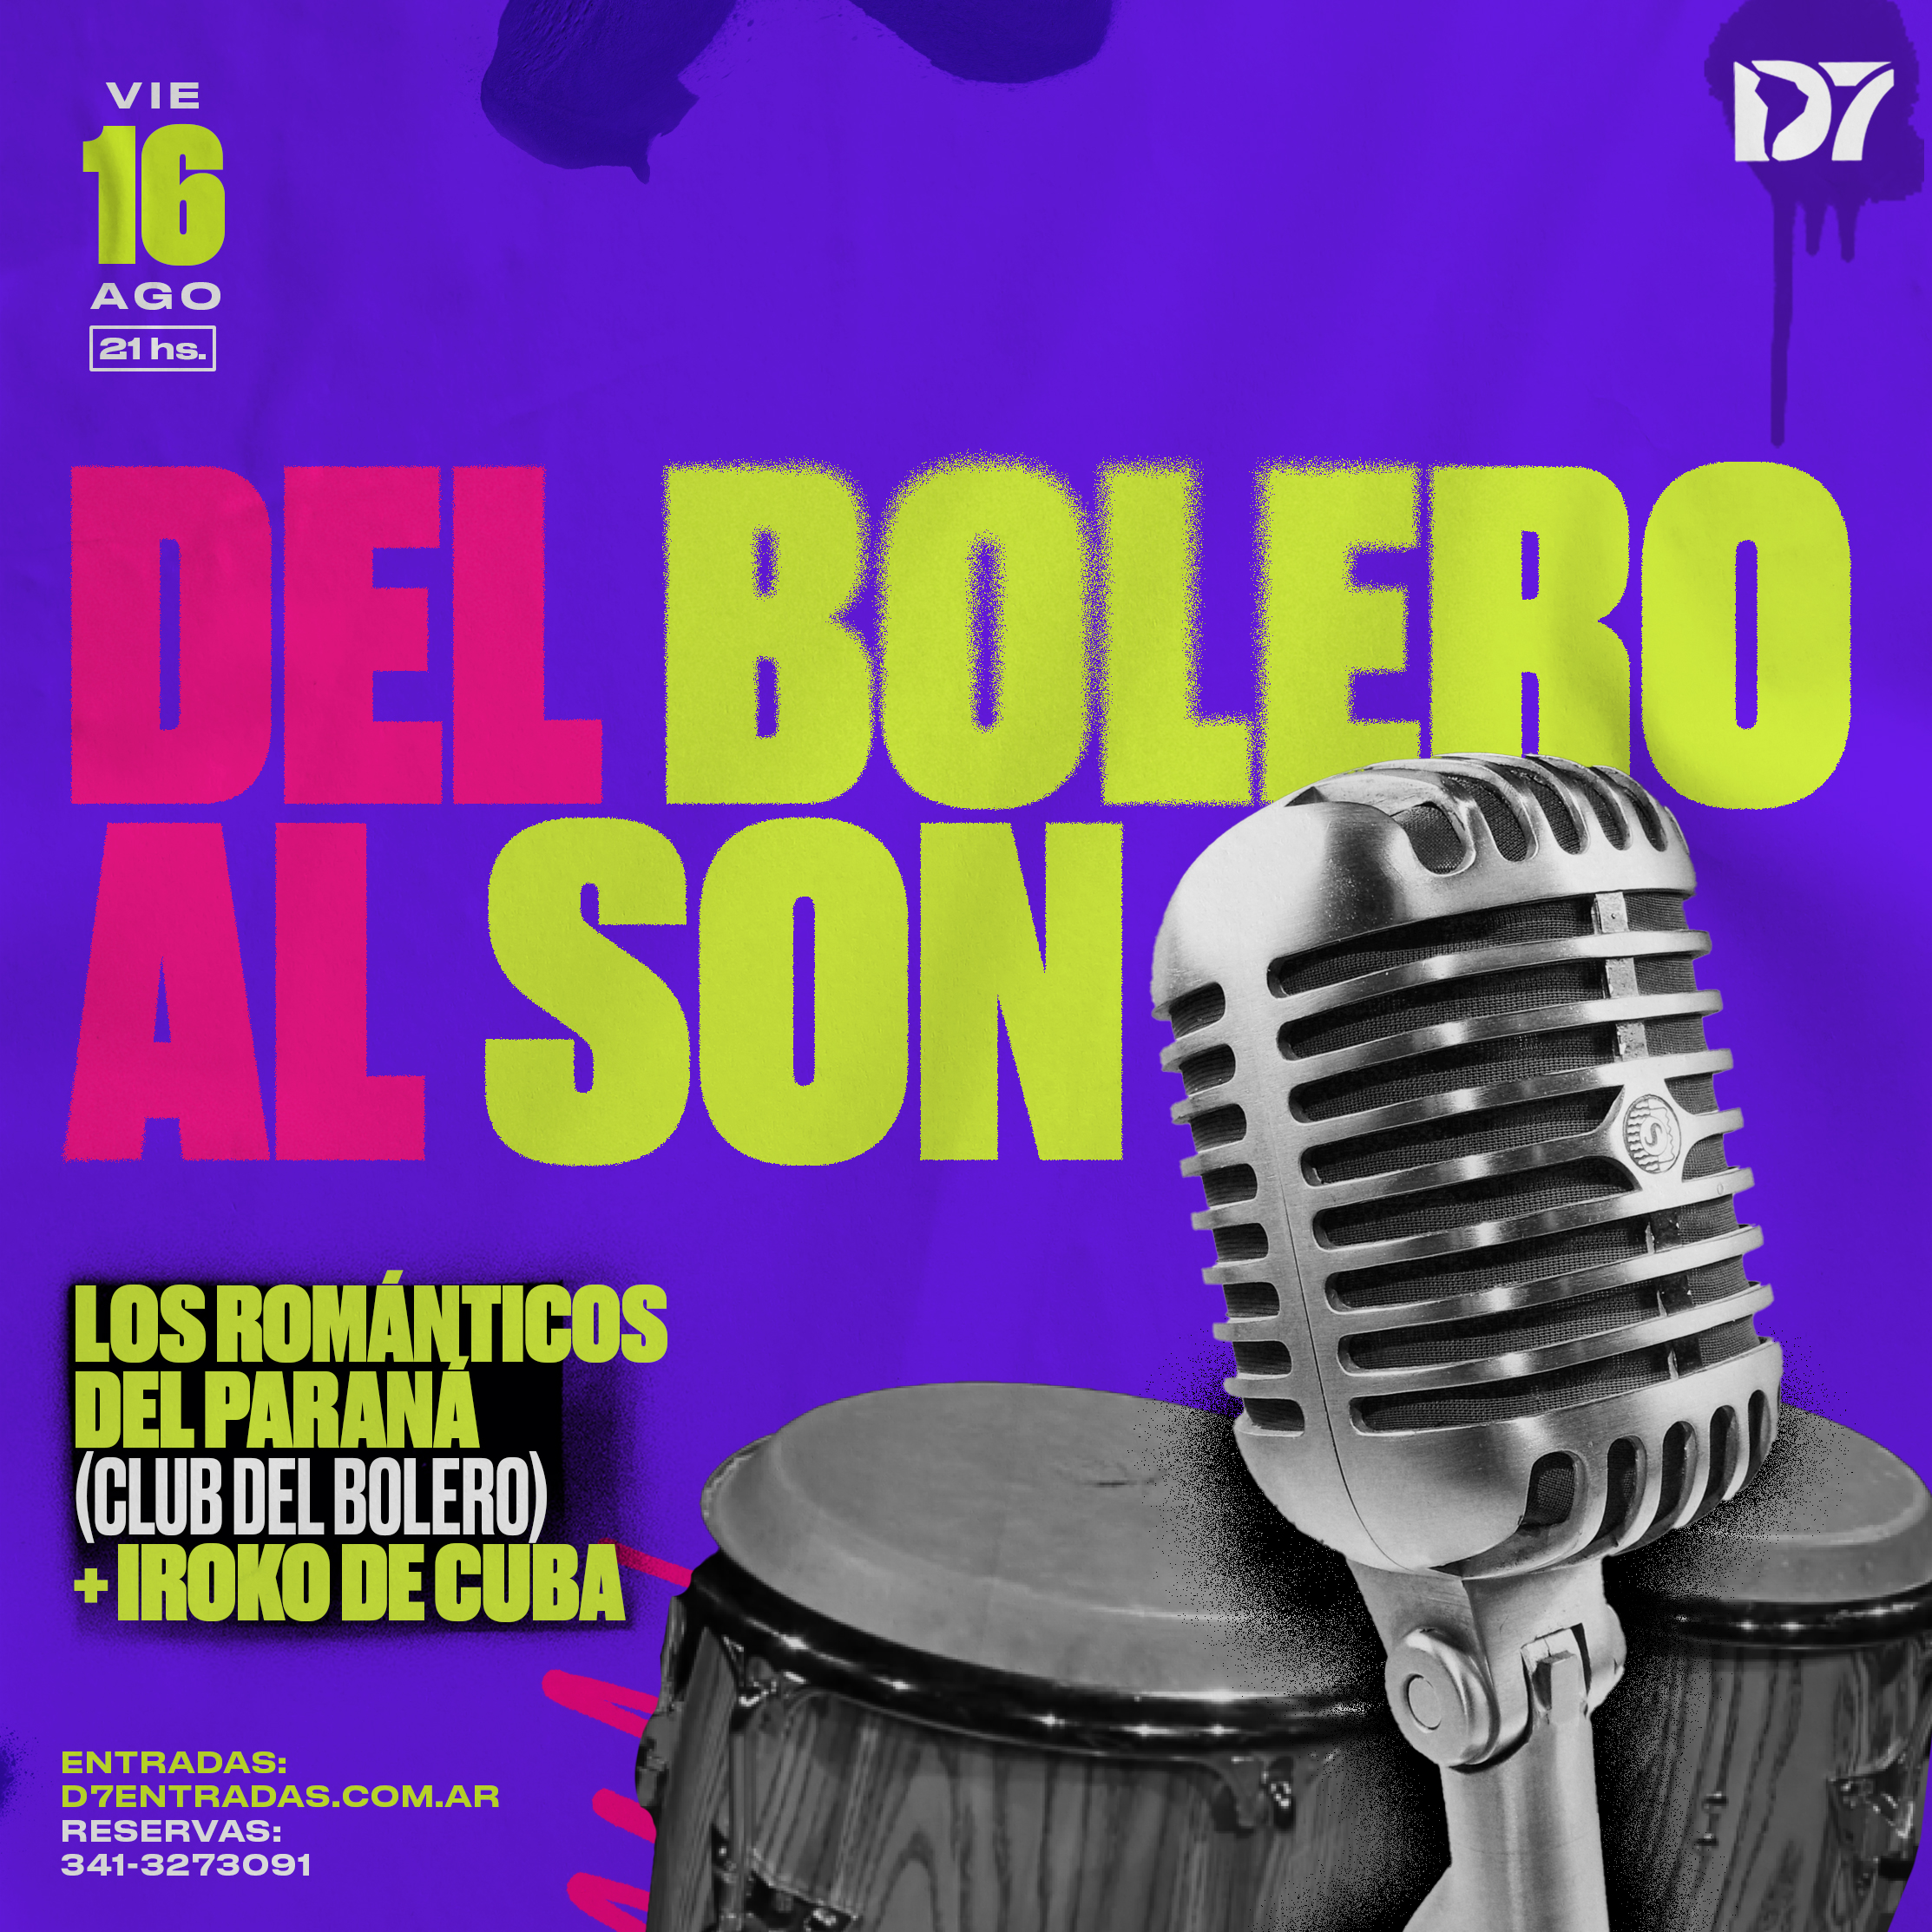 VIE
16
AGO
21 hs.
D7
DEL BOLERO
AL SON
LOS ROMÁNTICOS
DEL PARANÁ
(CLUB DEL BOLERO)
+ IROKO DE CUBA
ENTRADAS:
D7ENTRADAS.COM.AR
RESERVAS:
341-3273091